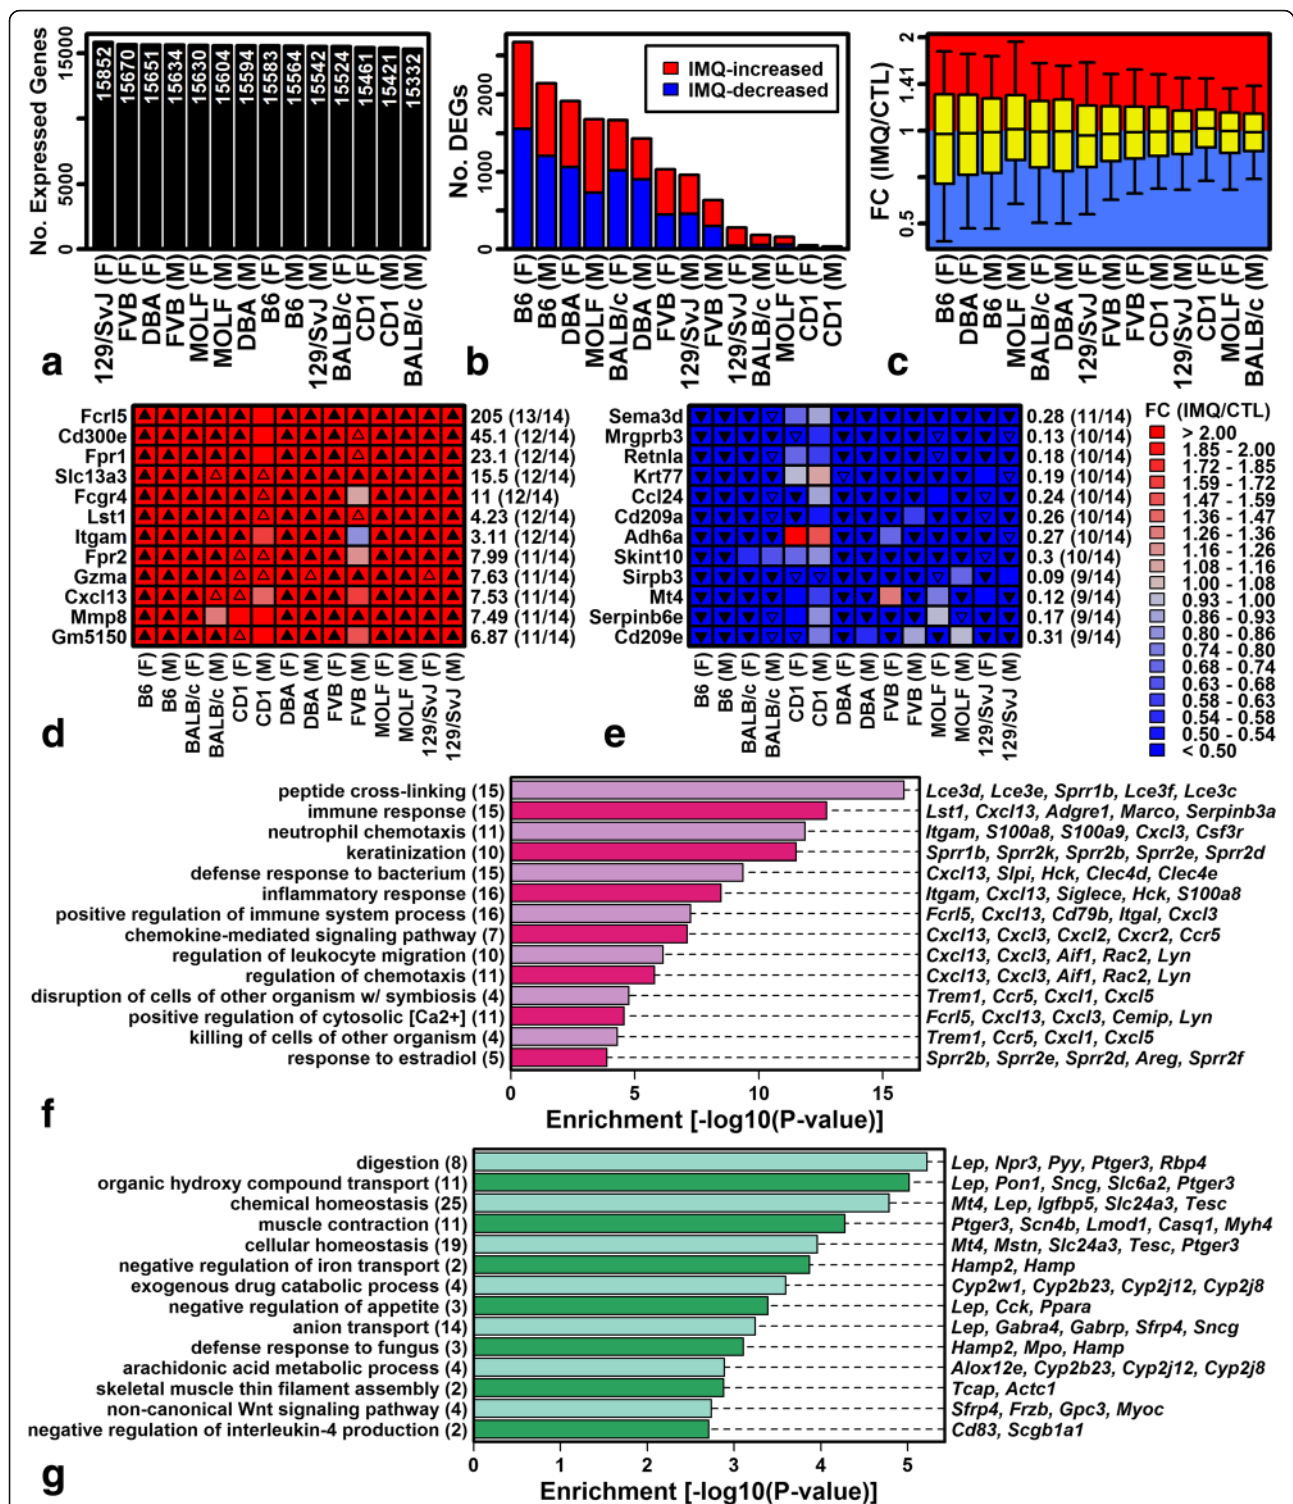 No. Expressed Genes
0
5000
15000
15852
15670
15651
15634
15630
15604
15594
15583
15564
15542
15524
15461
15421
15332
129/SvJ (F)
FVB (F)
DBA (F)
FVB (M)
MOLF (F)
MOLF (M)
DBA (M)
B6 (F)
B6 (M)
129/SvJ (M)
BALB/c (F)
CD1 (F)
CD1 (M)
BALB/c (M)
a
No. DEGs
0
1000
2000
IMQ-increased
IMQ-decreased
B6 (F)
B6 (M)
DBA (F)
MOLF (M)
BALB/c (F)
DBA (M)
FVB (F)
129/SvJ (M)
FVB (M)
129/SvJ (F)
BALB/c (M)
MOLF (F)
CD1 (F)
CD1 (M)
b
FC (IMQ/CTL)
0.5
1
1.41
2
B6 (F)
DBA (F)
B6 (M)
MOLF (M)
BALB/c (F)
DBA (M)
129/SvJ (F)
FVB (M)
FVB (F)
CD1 (M)
129/SvJ (M)
CD1 (F)
MOLF (F)
BALB/c (M)
c
Fcrl5 205 (13/14)
Cd300e 45.1 (12/14)
Fpr1 23.1 (12/14)
Slc13a3 15.5 (12/14)
Fcgr4 11 (12/14)
Lst1 4.23 (12/14)
Itgam 3.11 (12/14)
Fpr2 7.99 (11/14)
Gzma 7.63 (11/14)
Cxcl13 7.53 (11/14)
Mmp8 7.49 (11/14)
Gm5150 6.87 (11/14)
B6 (F)
B6 (M)
BALB/c (F)
BALB/c (M)
CD1 (F)
CD1 (M)
DBA (F)
DBA (M)
FVB (F)
FVB (M)
MOLF (F)
MOLF (M)
129/SvJ (F)
129/SvJ (M)
d
Sema3d 0.28 (11/14)
Mrgprb3 0.13 (10/14)
Retnla 0.18 (10/14)
Krt77 0.19 (10/14)
Ccl24 0.24 (10/14)
Cd209a 0.26 (10/14)
Adh6a 0.27 (10/14)
Skint10 0.3 (10/14)
Sirpb3 0.09 (9/14)
Mt4 0.12 (9/14)
Serpinb6e 0.17 (9/14)
Cd209e 0.31 (9/14)
B6 (F)
B6 (M)
BALB/c (F)
BALB/c (M)
CD1 (F)
CD1 (M)
DBA (F)
DBA (M)
FVB (F)
FVB (M)
MOLF (F)
MOLF (M)
129/SvJ (F)
129/SvJ (M)
e
FC (IMQ/CTL)
> 2.00
1.85 - 2.00
1.72 - 1.85
1.59 - 1.72
1.47 - 1.59
1.36 - 1.47
1.26 - 1.36
1.16 - 1.26
1.08 - 1.16
1.00 - 1.08
0.93 - 1.00
0.86 - 0.93
0.80 - 0.86
0.74 - 0.80
0.68 - 0.74
0.63 - 0.68
0.58 - 0.63
0.54 - 0.58
0.50 - 0.54
< 0.50
peptide cross-linking (15) Lce3d, Lce3e, Sprr1b, Lce3f, Lce3c
immune response (15) Lst1, Cxcl13, Adgre1, Marco, Serpinb3a
neutrophil chemotaxis (11) Itgam, S100a8, S100a9, Cxcl3, Csf3r
keratinization (10) Sprr1b, Sprr2k, Sprr2b, Sprr2e, Sprr2d
defense response to bacterium (15) Cxcl13, Slpi, Hck, Clec4d, Clec4e
inflammatory response (16) Itgam, Cxcl13, Siglece, Hck, S100a8
positive regulation of immune system process (16) Fcrl5, Cxcl13, Cd79b, Itgal, Cxcl3
chemokine-mediated signaling pathway (7) Cxcl13, Cxcl3, Cxcl2, Cxcr2, Ccr5
regulation of leukocyte migration (10) Cxcl13, Cxcl3, Aif1, Rac2, Lyn
regulation of chemotaxis (11) Cxcl13, Cxcl3, Aif1, Rac2, Lyn
disruption of cells of other organism w/ symbiosis (4) Trem1, Ccr5, Cxcl1, Cxcl5
positive regulation of cytosolic [Ca2+] (11) Fcrl5, Cxcl13, Cxcl3, Cemip, Lyn
killing of cells of other organism (4) Trem1, Ccr5, Cxcl1, Cxcl5
response to estradiol (5) Sprr2b, Sprr2e, Sprr2d, Areg, Sprr2f
0 5 10 15
Enrichment [-log10(P-value)]
f
digestion (8) Lep, Npr3, Pyy, Ptger3, Rbp4
organic hydroxy compound transport (11) Lep, Pon1, Sncg, Slc6a2, Ptger3
chemical homeostasis (25) Mt4, Lep, Igfbp5, Slc24a3, Tesc
muscle contraction (11) Ptger3, Scn4b, Lmod1, Casq1, Myh4
cellular homeostasis (19) Mt4, Mstn, Slc24a3, Tesc, Ptger3
negative regulation of iron transport (2) Hamp2, Hamp
exogenous drug catabolic process (4) Cyp2w1, Cyp2b23, Cyp2j12, Cyp2j8
negative regulation of appetite (3) Lep, Cck, Ppara
anion transport (14) Lep, Gabra4, Gabrp, Sfrp4, Sncg
defense response to fungus (3) Hamp2, Mpo, Hamp
arachidonic acid metabolic process (4) Alox12e, Cyp2b23, Cyp2j12, Cyp2j8
skeletal muscle thin filament assembly (2) Tcap, Actc1
non-canonical Wnt signaling pathway (4) Sfrp4, Frzb, Gpc3, Myoc
negative regulation of interleukin-4 production (2) Cd83, Scgb1a1
0 1 2 3 4 5
Enrichment [-log10(P-value)]
g